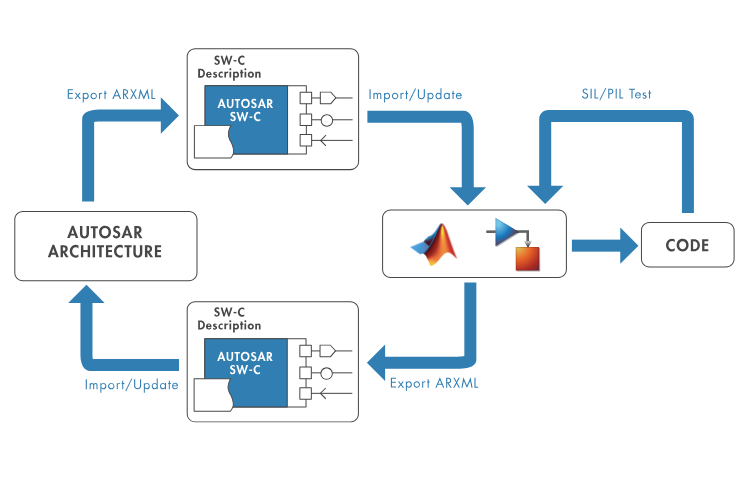 SW-C
Description
AUTOSAR
SW-C
Export ARXML
Import/Update
SIL/PIL Test
AUTOSAR
ARCHITECTURE
CODE
SW-C
Description
AUTOSAR
SW-C
Import/Update
Export ARXML